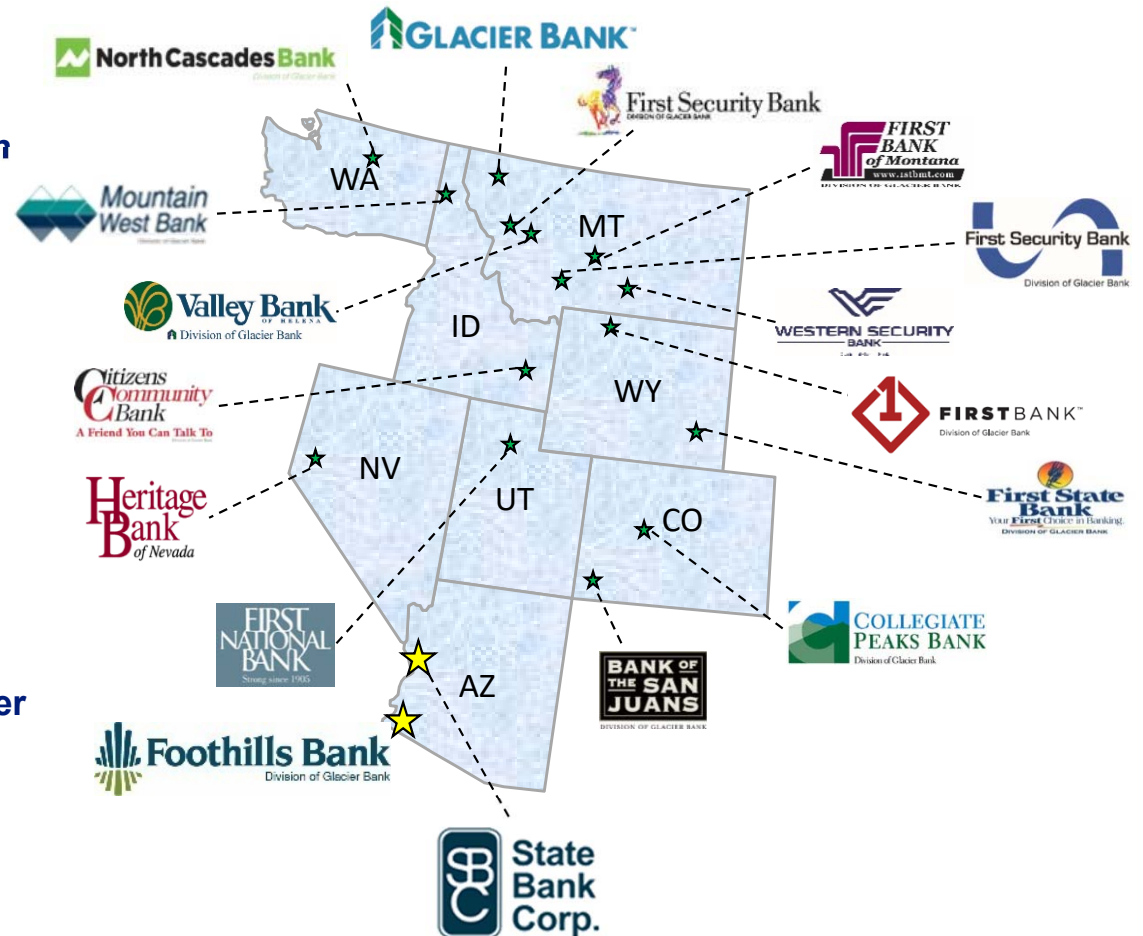 GLACIER BANK™
North Cascades Bank
Division of Glacier Bank
First Security Bank
DIVISION OF GLACIER BANK
FIRST
BANK
of Montana
www.1stbmt.com
DIVISION OF GLACIER BANK
n
WA
Mountain
West Bank
Division of Glacier Bank
MT
First Security Bank
Division of Glacier Bank
Valley Bank
OF HELENA
Division of Glacier Bank
WESTERN SECURITY
BANK
ID
Citizens
Community
Bank
A Friend You Can Talk To
WY
1
FIRSTBANK™
Division of Glacier Bank
NV
Heritage
Bank
of Nevada
UT
CO
First State
Bank
Your First Choice in Banking.
DIVISION OF GLACIER BANK
FIRST
NATIONAL
BANK
Strong since 1905
COLLEGIATE
PEAKS BANK
Division of Glacier Bank
BANK OF
THE SAN
JUANS
DIVISION OF GLACIER BANK
AZ
er
Foothills Bank
Division of Glacier Bank
SBC
State
Bank
Corp.